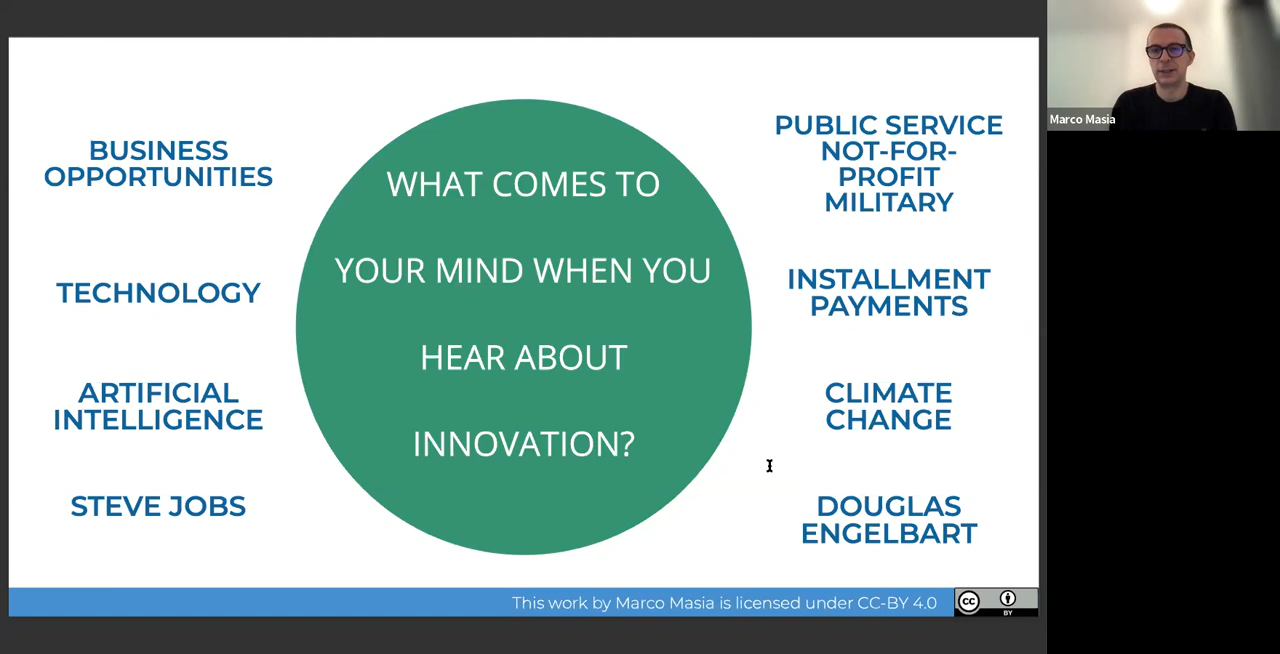 BUSINESS
OPPORTUNITIES
TECHNOLOGY
ARTIFICIAL
INTELLIGENCE
STEVE JOBS
WHAT COMES TO
YOUR MIND WHEN YOU
HEAR ABOUT
INNOVATION?
PUBLIC SERVICE
NOT-FOR-
PROFIT
MILITARY
INSTALLMENT
PAYMENTS
CLIMATE
CHANGE
DOUGLAS
ENGELBART
This work by Marco Masia is licensed under CC-BY 4.0
cc
BY
Marco Masia